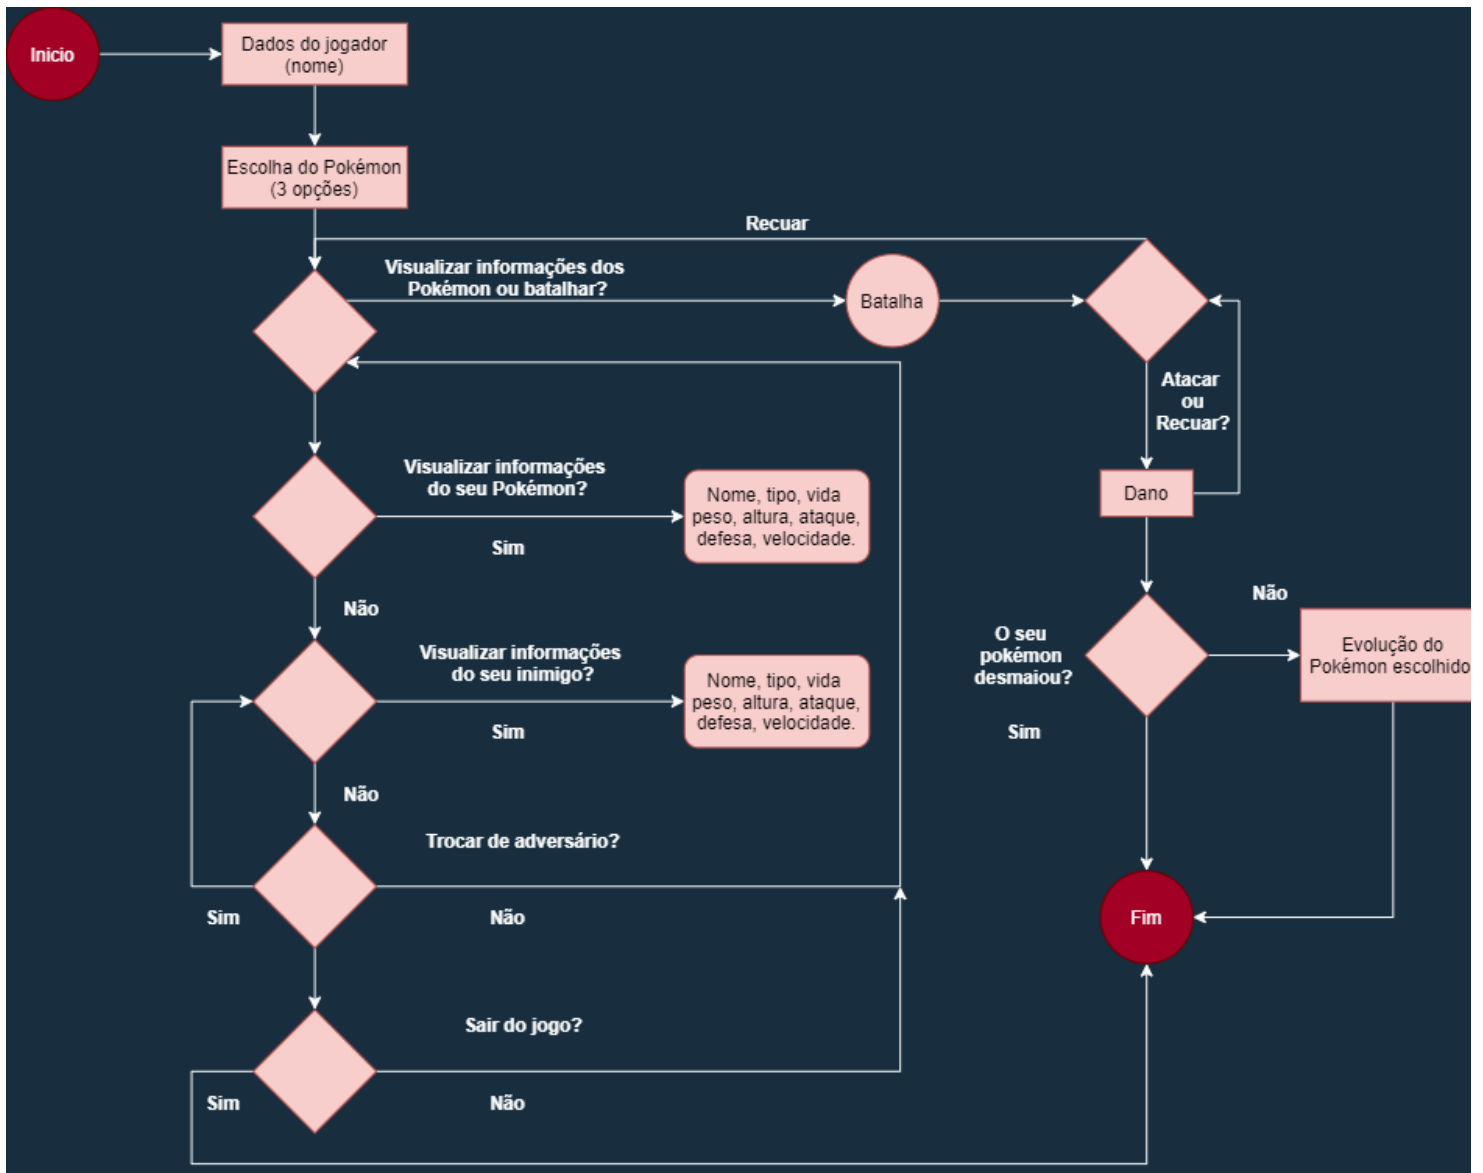 Inicio
Dados do jogador
(nome)
Escolha do Pokémon
(3 opções)
Recuar
Visualizar informações dos
Pokémon ou batalhar?
Batalha
Atacar
ou
Recuar?
Visualizar informações
do seu Pokémon?
Nome, tipo, vida
peso, altura, ataque,
defesa, velocidade.
Sim
Dano
Não
Não
Visualizar informações
do seu inimigo?
Nome, tipo, vida
peso, altura, ataque,
defesa, velocidade.
Sim
O seu
pokémon
desmaiou?
Evolução do
Pokémon escolhido
Sim
Não
Trocar de adversário?
Sim
Não
Fim
Sair do jogo?
Sim
Não